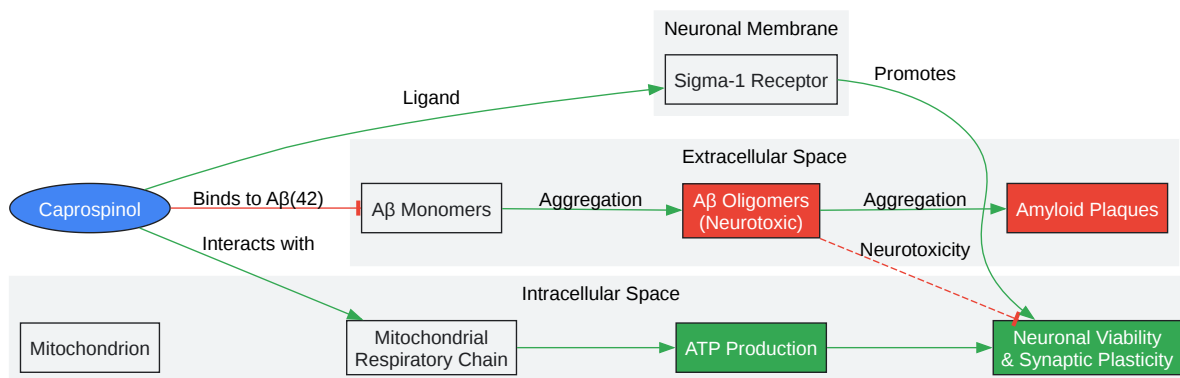 Neuronal Membrane
Sigma-1 Receptor
Promotes
Ligand
Extracellular Space
Caprospinol
Binds to Aβ(42)
Aβ Monomers
Aggregation
Aβ Oligomers
(Neurotoxic)
Aggregation
Amyloid Plaques
Interacts with
Neurotoxicity
Intracellular Space
Mitochondrion
Mitochondrial
Respiratory Chain
ATP Production
Neuronal Viability
& Synaptic Plasticity